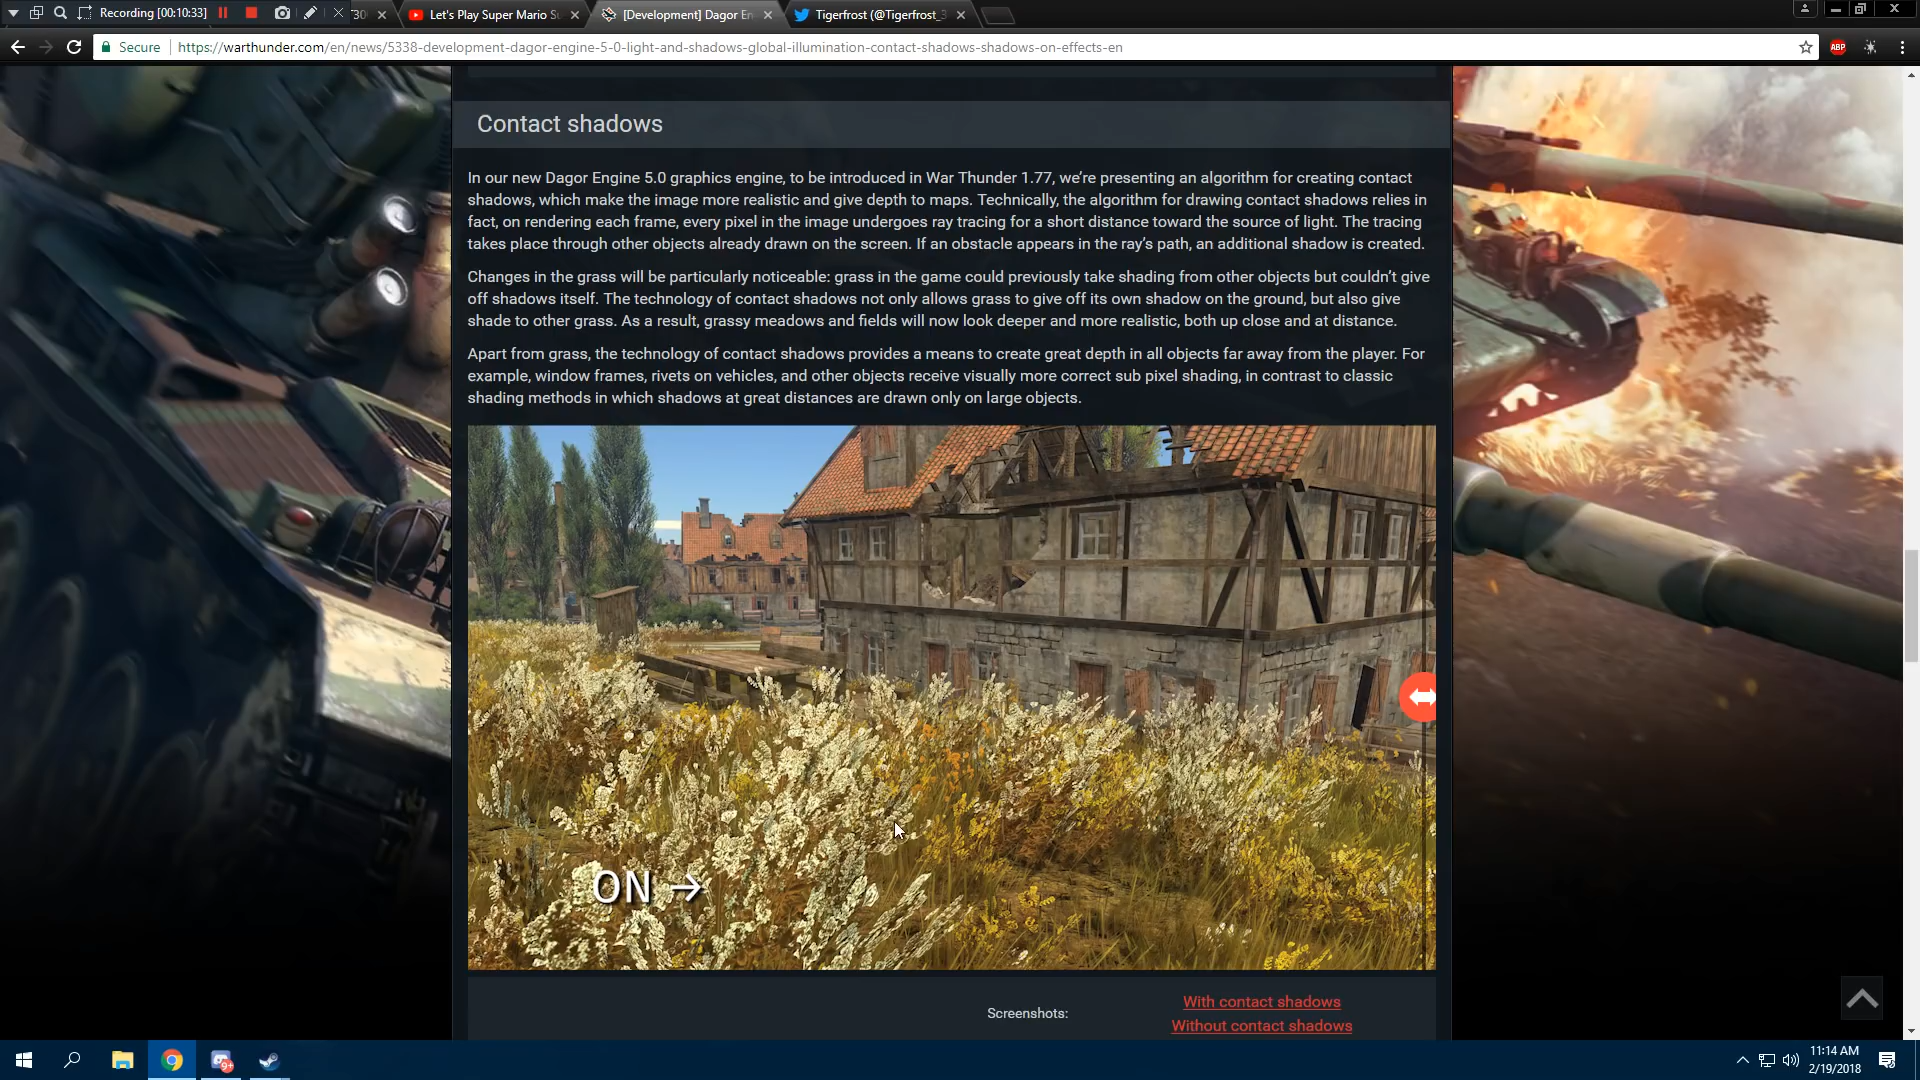 Recording [00:10:33]
Let's Play Super Mario Su
[Development] Dagor En
Tigerfrost (@Tigerfrost_3
Secure
https://warthunder.com/en/news/5338-development-dagor-engine-5-0-light-and-shadows-global-illumination-contact-shadows-shadows-on-effects-en
ABP
Contact shadows
In our new Dagor Engine 5.0 graphics engine, to be introduced in War Thunder 1.77, we're presenting an algorithm for creating contact
shadows, which make the image more realistic and give depth to maps. Technically, the algorithm for drawing contact shadows relies in
fact, on rendering each frame, every pixel in the image undergoes ray tracing for a short distance toward the source of light. The tracing
takes place through other objects already drawn on the screen. If an obstacle appears in the ray's path, an additional shadow is created.
Changes in the grass will be particularly noticeable: grass in the game could previously take shading from other objects but couldn't give
off shadows itself. The technology of contact shadows not only allows grass to give off its own shadow on the ground, but also give
shade to other grass. As a result, grassy meadows and fields will now look deeper and more realistic, both up close and at distance.
Apart from grass, the technology of contact shadows provides a means to create great depth in all objects far away from the player. For
example, window frames, rivets on vehicles, and other objects receive visually more correct sub pixel shading, in contrast to classic
shading methods in which shadows at great distances are drawn only on large objects.
ON →
Screenshots:
With contact shadows
Without contact shadows
9+
11:14 AM
2/19/2018